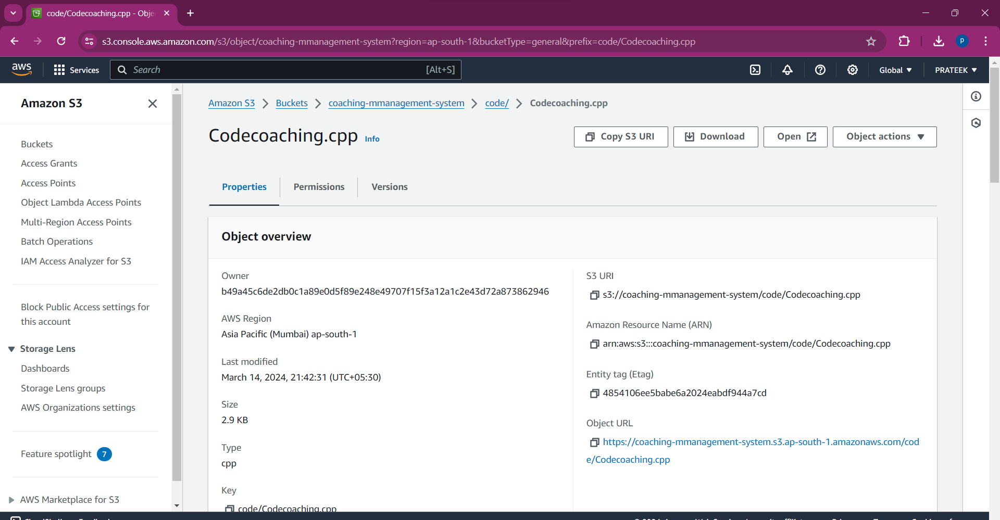 code/Codecoaching.cpp - Obje
s3.console.aws.amazon.com/s3/object/coaching-mmanagement-system?region=ap-south-1&bucketType=general&prefix=code/Codecoaching.cpp
p
aws
Services
Search
[Alt+S]
Global
PRATEEK
Amazon S3
Buckets
Access Grants
Access Points
Object Lambda Access Points
Multi-Region Access Points
Batch Operations
IAM Access Analyzer for S3
Block Public Access settings for
this account
Storage Lens
Dashboards
Storage Lens groups
AWS Organizations settings
Feature spotlight 7
AWS Marketplace for S3
Amazon S3 > Buckets > coaching-mmanagement-system > code/ > Codecoaching.cpp
Codecoaching.cpp Info
Copy S3 URI
Download
Open
Object actions
Properties
Permissions
Versions
Object overview
Owner
b49a45c6de2db0c1a89e0d5f89e248e49707f15f3a12a1c2e43d72a873862946
AWS Region
Asia Pacific (Mumbai) ap-south-1
Last modified
March 14, 2024, 21:42:31 (UTC+05:30)
Size
2.9 KB
Type
cpp
Key
code/Codecoaching.cpp
S3 URI
s3://coaching-mmanagement-system/code/Codecoaching.cpp
Amazon Resource Name (ARN)
arn:aws:s3:::coaching-mmanagement-system/code/Codecoaching.cpp
Entity tag (Etag)
4854106ee5babe6a2024eabdf944a7cd
Object URL
https://coaching-mmanagement-system.s3.ap-south-1.amazonaws.com/cod
e/Codecoaching.cpp